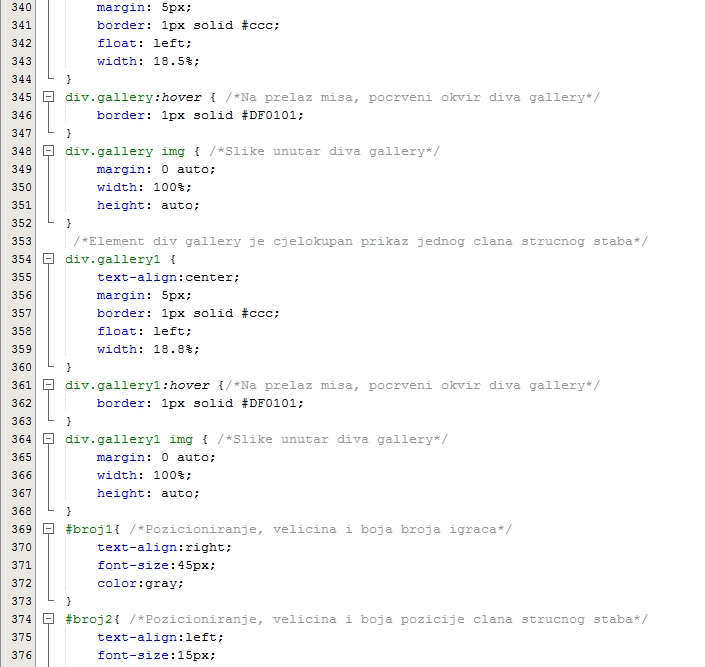 340 margin: 5px;
341 border: 1px solid #ccc;
342 float: left;
343 width: 18.5%;
344 }
345 div.gallery:hover { /*Na prelaz misa, pocrveni okvir diva gallery*/
346 border: 1px solid #DF0101;
347 }
348 div.gallery img { /*Slike unutar diva gallery*/
349 margin: 0 auto;
350 width: 100%;
351 height: auto;
352 }
353 /*Element div gallery je cjelokupan prikaz jednog clana strucnog staba*/
354 div.gallery1 {
355 text-align:center;
356 margin: 5px;
357 border: 1px solid #ccc;
358 float: left;
359 width: 18.8%;
360 }
361 div.gallery1:hover {/*Na prelaz misa, pocrveni okvir diva gallery*/
362 border: 1px solid #DF0101;
363 }
364 div.gallery1 img { /*Slike unutar diva gallery*/
365 margin: 0 auto;
366 width: 100%;
367 height: auto;
368 }
369 #broj1{ /*Pozicioniranje, velicina i boja broja igraca*/
370 text-align:right;
371 font-size:45px;
372 color:gray;
373 }
374 #broj2{ /*Pozicioniranje, velicina i boja pozicije clana strucnog staba*/
375 text-align:left;
376 font-size:15px;